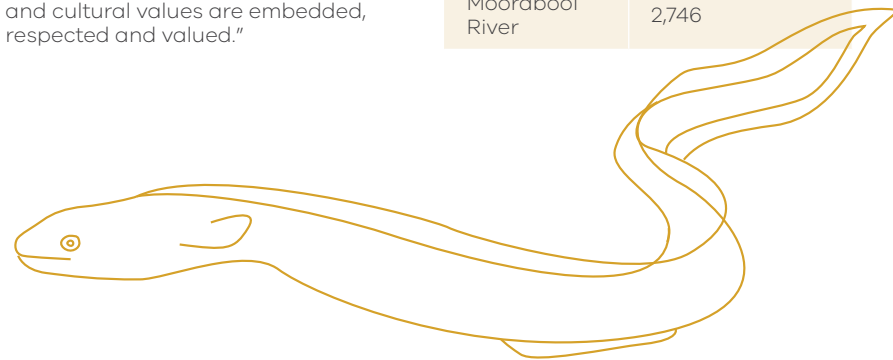 and cultural values are embedded,
respected and valued.”
Moorabool
River
2,746